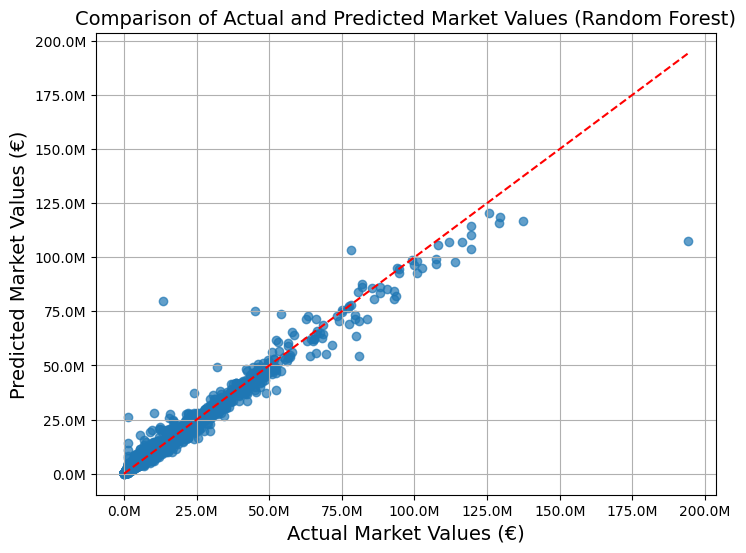 Comparison of Actual and Predicted Market Values (Random Forest)
200.0M
175.0M
150.0M
125.0M
100.0M
75.0M
50.0M
25.0M
0.0M
Predicted Market Values (€)
0.0M 25.0M 50.0M 75.0M 100.0M 125.0M 150.0M 175.0M 200.0M
Actual Market Values (€)